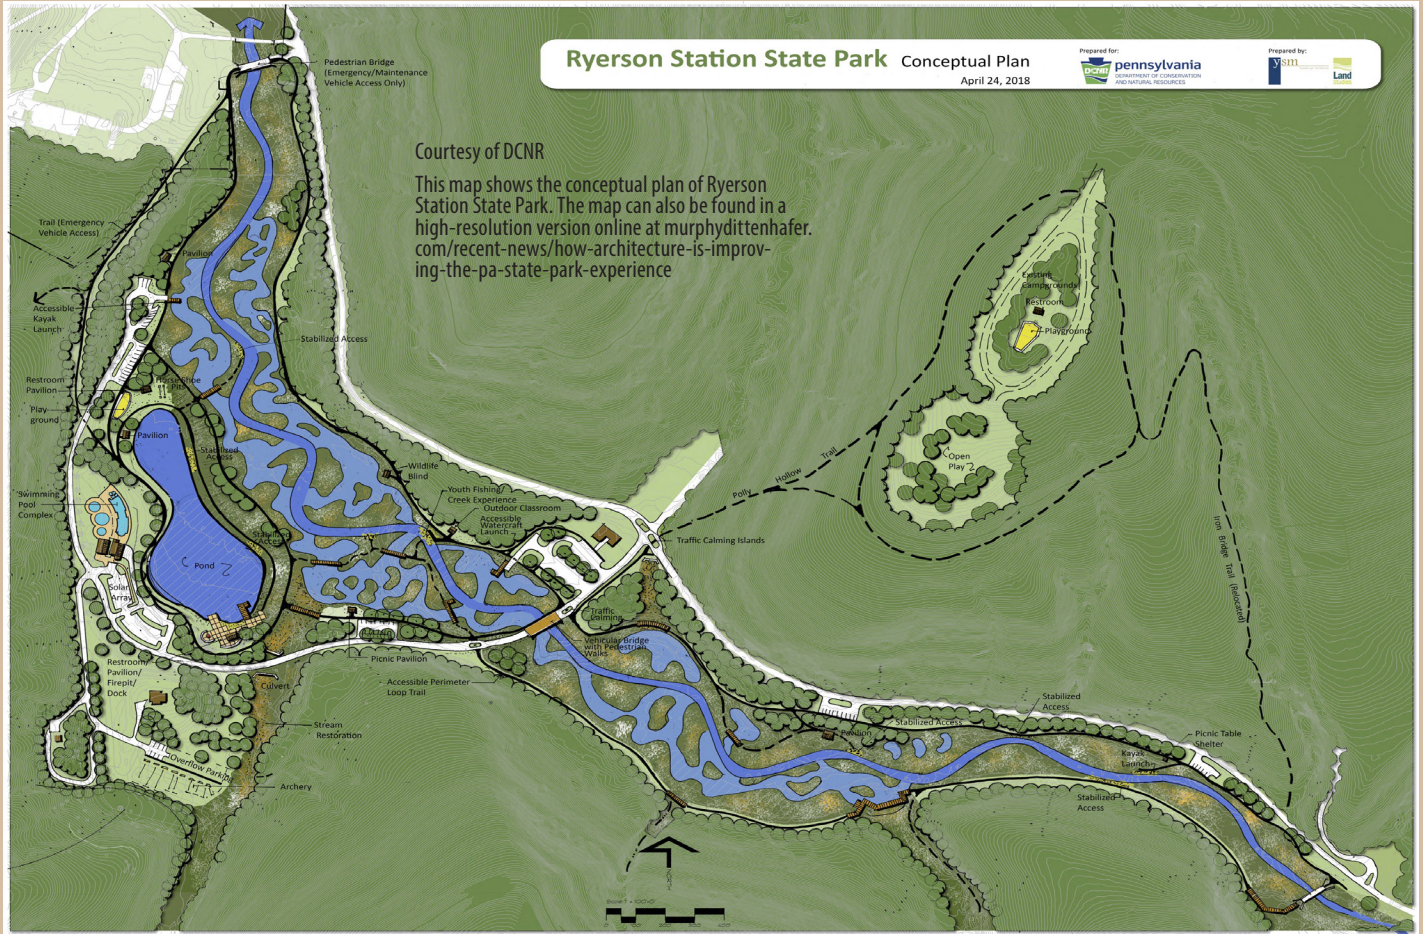 Ryerson Station State Park Conceptual Plan
April 24, 2018
Prepared for:
DCNR
pennsylvania
DEPARTMENT OF CONSERVATION
AND NATURAL RESOURCES
Prepared by:
ysm
Land
Courtesy of DCNR
This map shows the conceptual plan of Ryerson
Station State Park. The map can also be found in a
high-resolution version online at murphydittenhafer.
com/recent-news/how-architecture-is-improv-
ing-the-pa-state-park-experience
Pedestrian Bridge
(Emergency/Maintenance
Vehicle Access Only)
Trail (Emergency
Vehicle Access)
Pavilion
Accessible
Kayak
Launch
Stabilized Access
Restroom
Pavilion
Horse Shoe
Pits
Play
ground
Pavilion
Stabilized
Access
Wildlife
Blind
Youth Fishing/
Creek Experience
Outdoor Classroom
Accessible
Watercraft
Launch
Swimming
Pool
Complex
Stabilized
Access
Pond
Solar
Array
Traffic Calming Islands
Traffic
Calming
Vehicular Bridge
with Pedestrian
Walks
Picnic Pavilion
Accessible Perimeter
Loop Trail
Restroom/
Pavilion/
Firepit/
Dock
Culvert
Stream
Restoration
Overflow Parking
Archery
Polly Hollow Trail
Existing
Campgrounds
Restroom
Playground
Open
Play
Iron Bridge Trail (Relocated)
Stabilized
Access
Stabilized Access
Pavilion
Picnic Table
Shelter
Kayak
Launch
Stabilized
Access